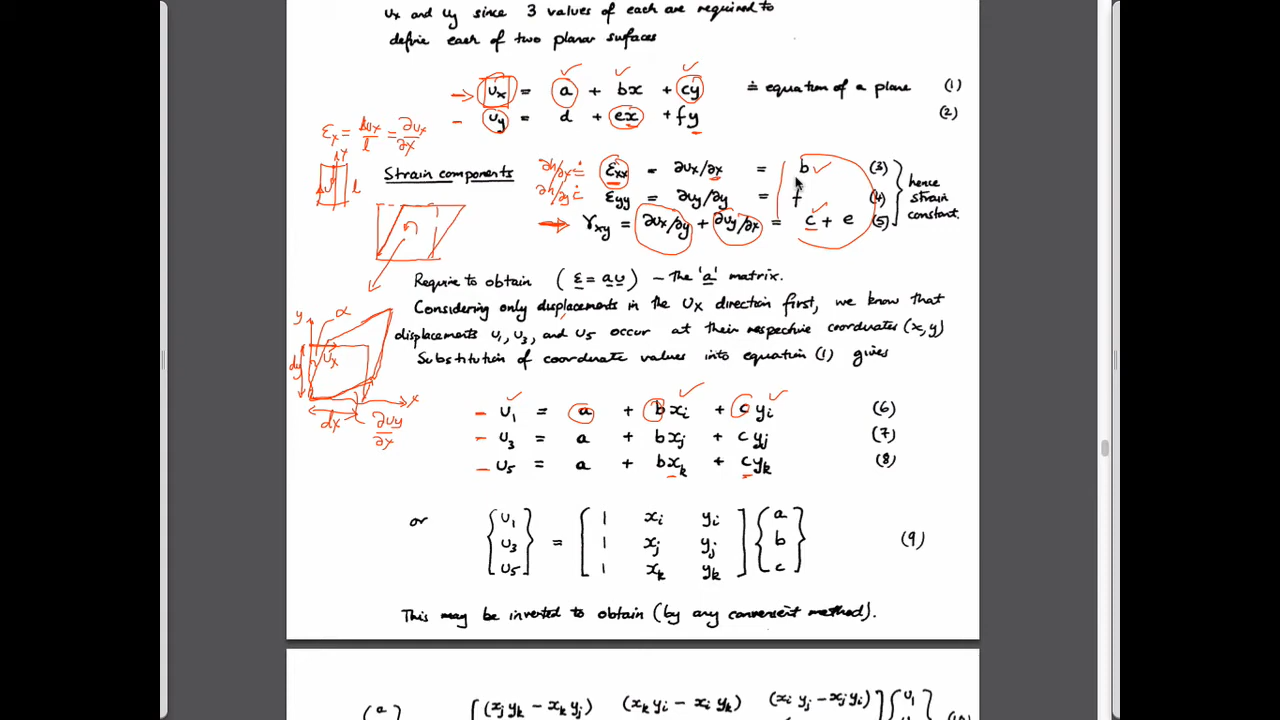 ux and uy since 3 values of each are required to
define each of two planar surfaces
ux = a + bx + cy ≐ equation of a plane (1)
uy = d + ex + fy (2)
εx = Δux/l = ∂ux/∂x
Strain components
εxx = ∂ux/∂x = b (3)
εyy = ∂uy/∂y = f (4)
γxy = ∂ux/∂y + ∂uy/∂x = c + e (5)
hence
strain
constant.
l
Require to obtain (ε = a u) – The 'a' matrix.
Considering only displacements in the Ux direction first, we know that
displacements u1, u3, and u5 occur at their respective coordinates (x, y)
Substitution of coordinate values into equation (1) gives
y
α
ux
dy
x
dx
∂uy/∂x
u1 = a + bxi + cyi (6)
u3 = a + bxj + cyj (7)
u5 = a + bxk + cyk (8)
or {u1 u3 u5} = [1 xi yi
1 xj yj
1 xk yk] {a b c} (9)
This may be inverted to obtain (by any convenient method).
{a [(xj yk − xk yj) (xk yi − xi yk) (xi yj − xj yi)] {u1